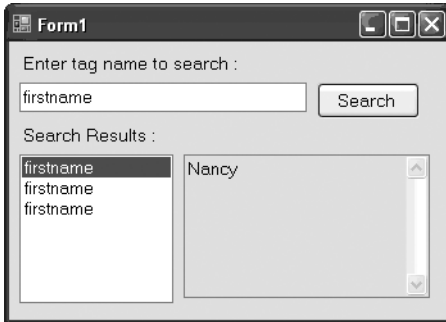 Form1
Enter tag name to search :
firstname
Search
Search Results :
firstname
firstname
firstname
Nancy